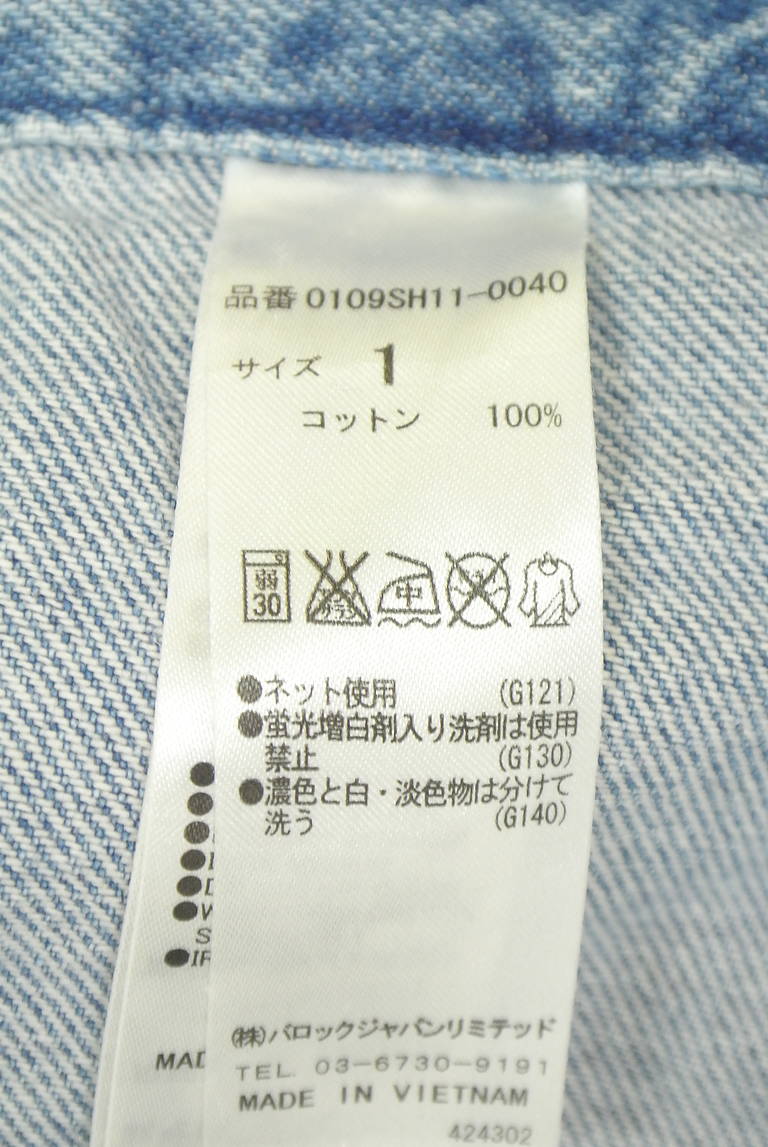 品番 0109SH11-0040
サイズ 1
コットン 100%
弱
30
中
●ネット使用 (G121)
●蛍光増白剤入り洗剤は使用
禁止 (G130)
●濃色と白・淡色物は分けて
洗う (G140)
㈱バロックジャパンリミテッド
TEL. 03-6730-9191
MADE IN VIETNAM
424302